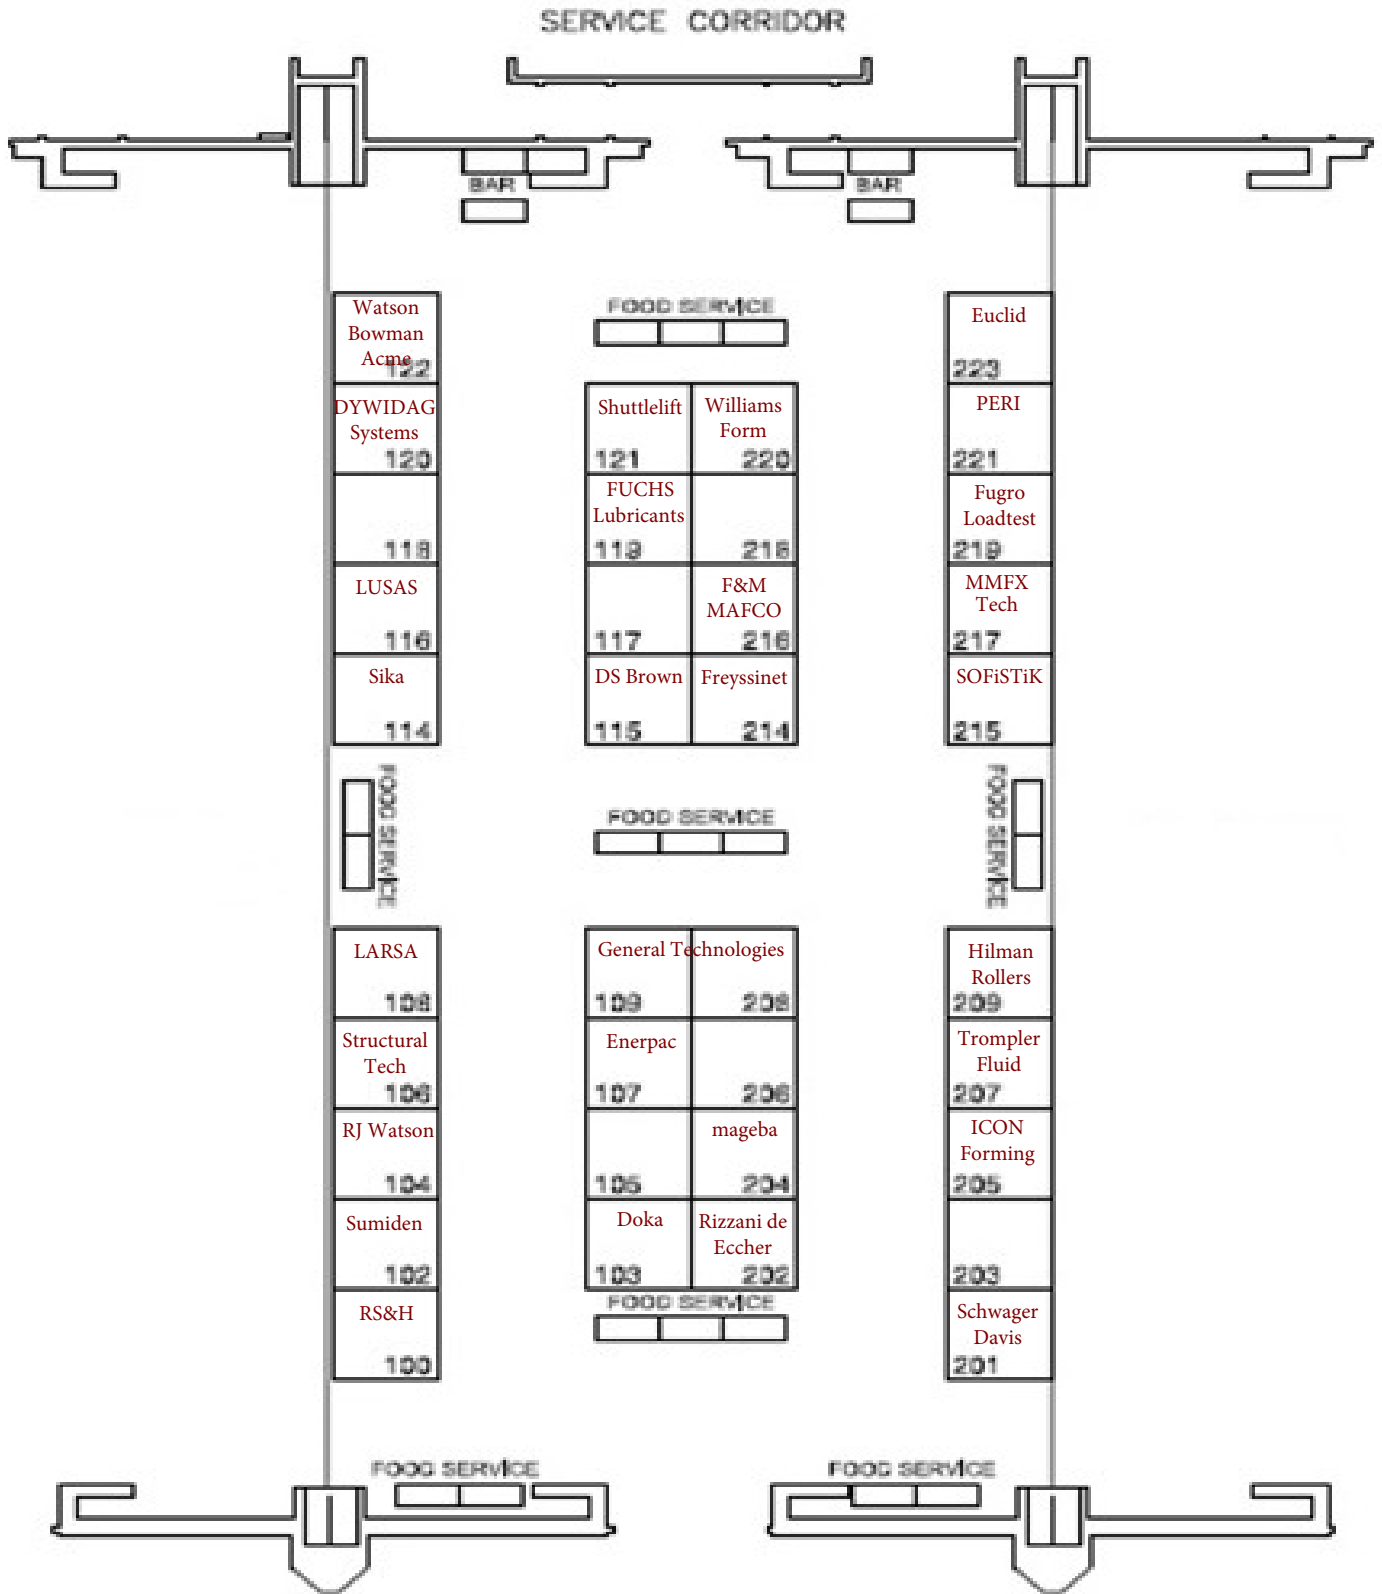 SERVICE CORRIDOR
BAR
BAR
FOOD SERVICE
Watson
Bowman
Acme
122
Euclid
223
DYWIDAG
Systems
120
Shuttlelift
121
Williams
Form
220
PERI
221
118
FUCHS
Lubricants
119
218
Fugro
Loadtest
219
LUSAS
116
117
F&M
MAFCO
216
MMFX
Tech
217
Sika
114
DS Brown
115
Freyssinet
214
SOFiSTiK
215
FOOD SERVICE
FOOD SERVICE
FOOD SERVICE
LARSA
108
General Technologies
109
208
Hilman
Rollers
209
Structural
Tech
106
Enerpac
107
206
Trompler
Fluid
207
RJ Watson
104
105
mageba
204
ICON
Forming
205
Sumiden
102
Doka
103
Rizzani de
Eccher
202
203
FOOD SERVICE
RS&H
100
Schwager
Davis
201
FOOD SERVICE
FOOD SERVICE